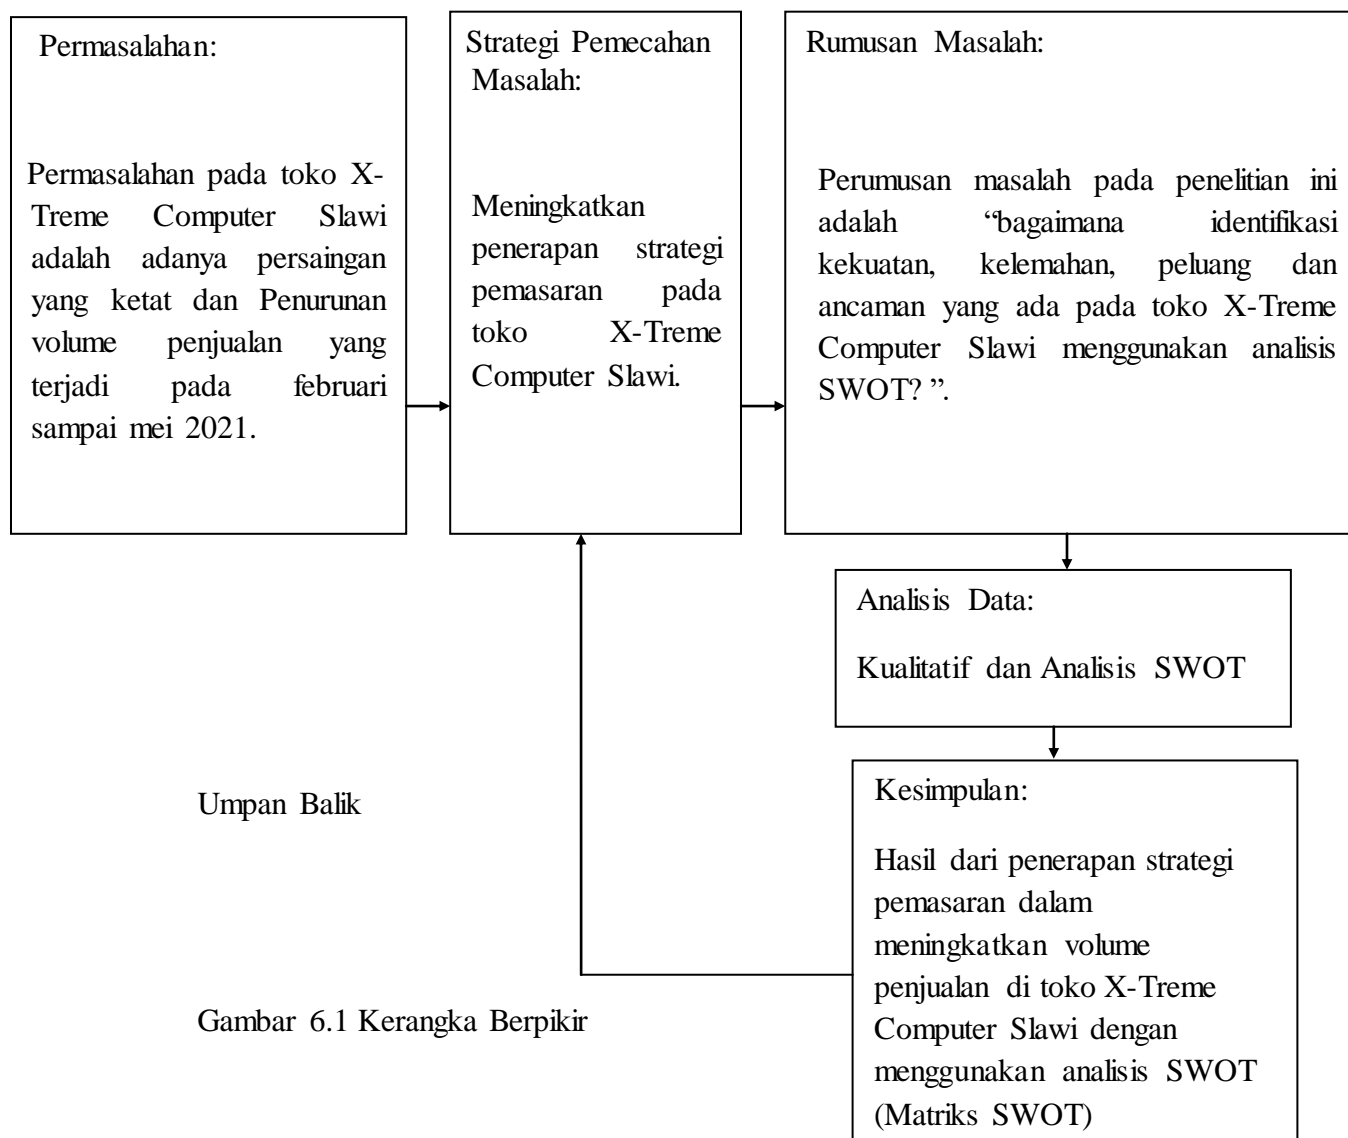 Permasalahan:
Permasalahan pada toko X-
Treme Computer Slawi
adalah adanya persaingan
yang ketat dan Penurunan
volume penjualan yang
terjadi pada februari
sampai mei 2021.
Strategi Pemecahan
Masalah:
Meningkatkan
penerapan strategi
pemasaran pada
toko X-Treme
Computer Slawi.
Rumusan Masalah:
Perumusan masalah pada penelitian ini
adalah “bagaimana identifikasi
kekuatan, kelemahan, peluang dan
ancaman yang ada pada toko X-Treme
Computer Slawi menggunakan analisis
SWOT? ”.
Analisis Data:
Kualitatif dan Analisis SWOT
Kesimpulan:
Hasil dari penerapan strategi
pemasaran dalam
meningkatkan volume
penjualan di toko X-Treme
Computer Slawi dengan
menggunakan analisis SWOT
(Matriks SWOT)
Umpan Balik
Gambar 6.1 Kerangka Berpikir